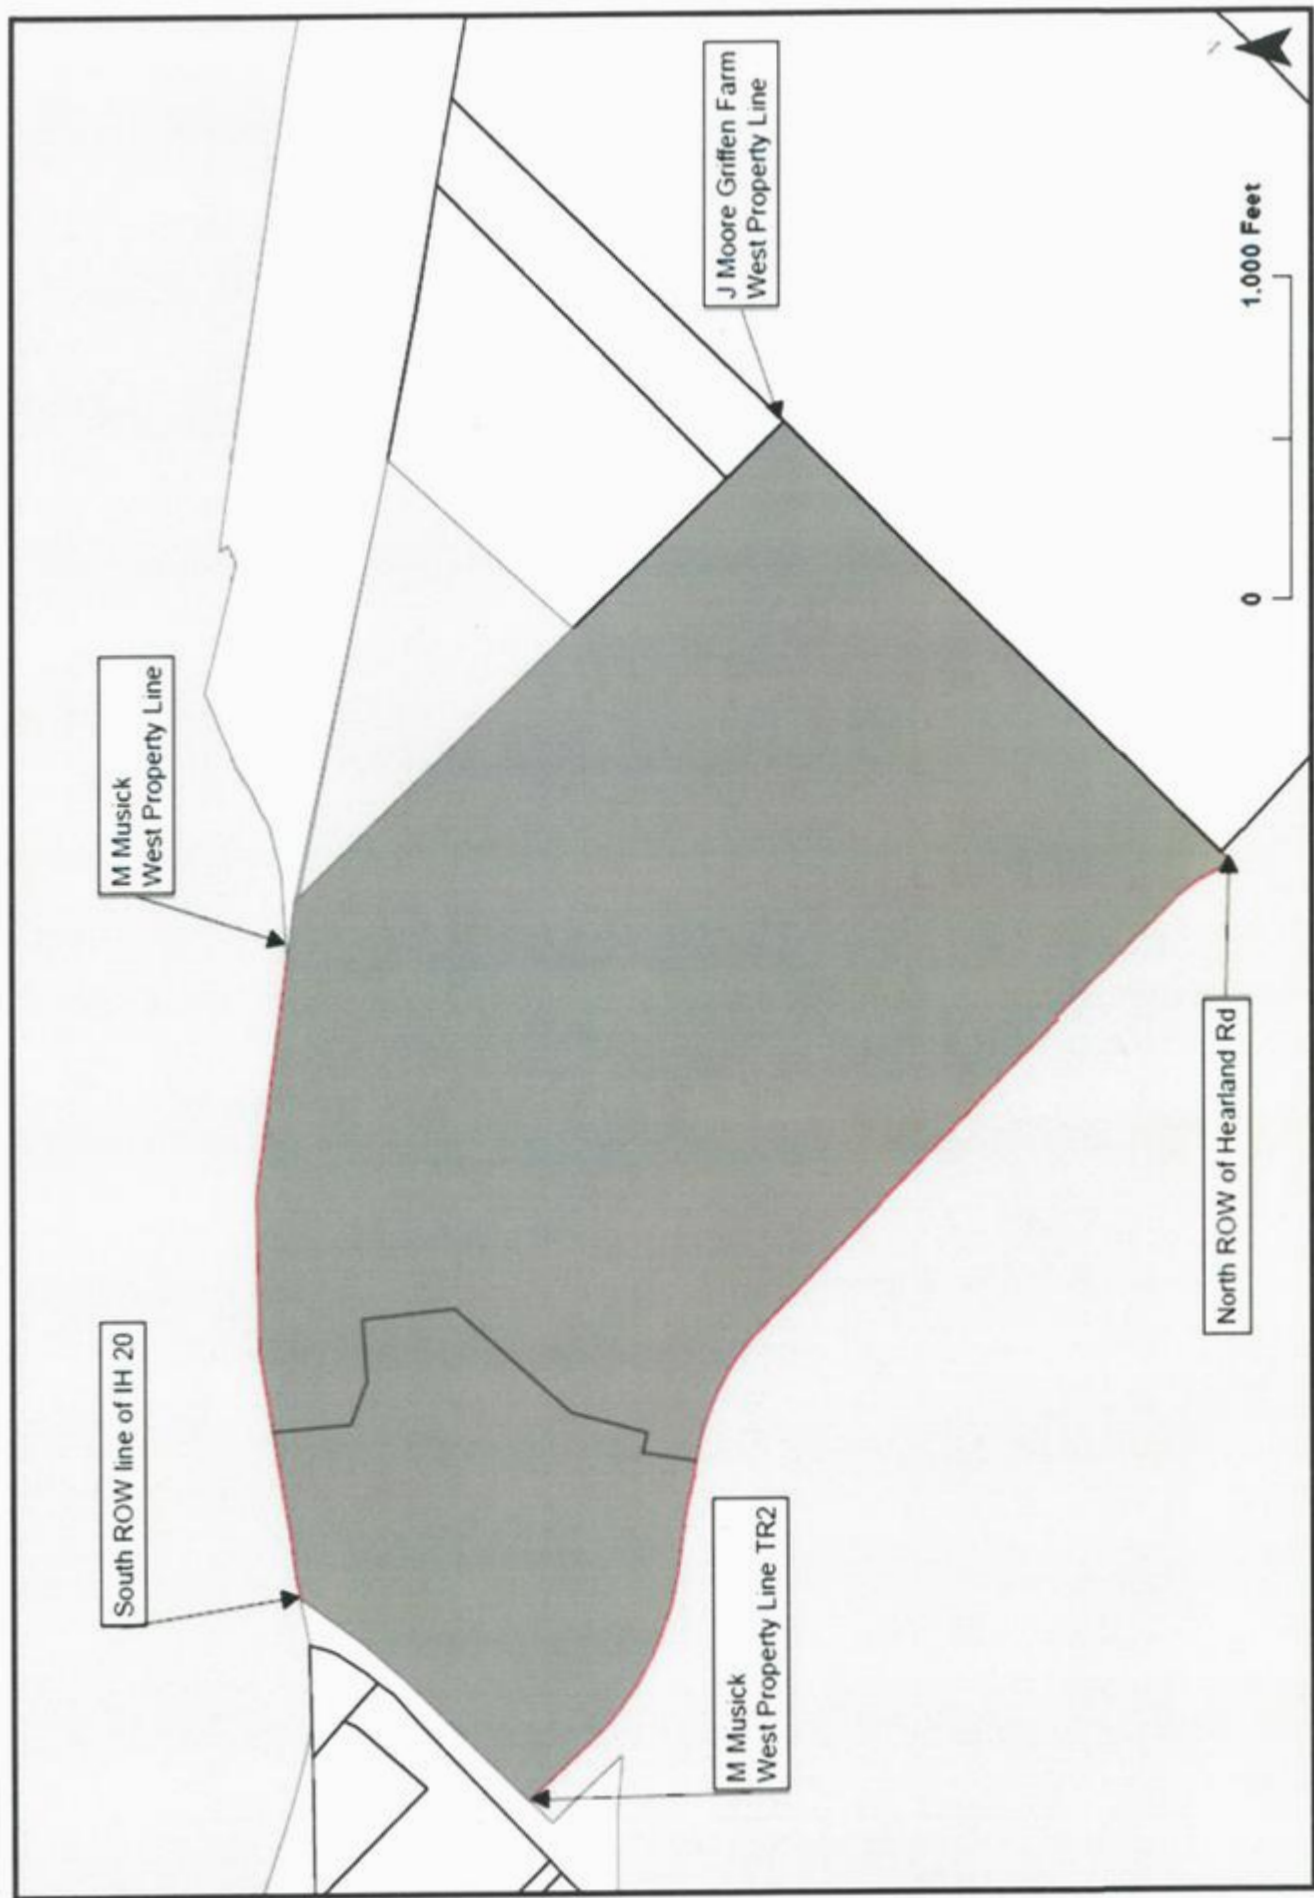 South ROW line of IH 20
M Musick
West Property Line
J Moore Griffen Farm
West Property Line
M Musick
West Property Line TR2
North ROW of Hearland Rd
0
1,000 Feet